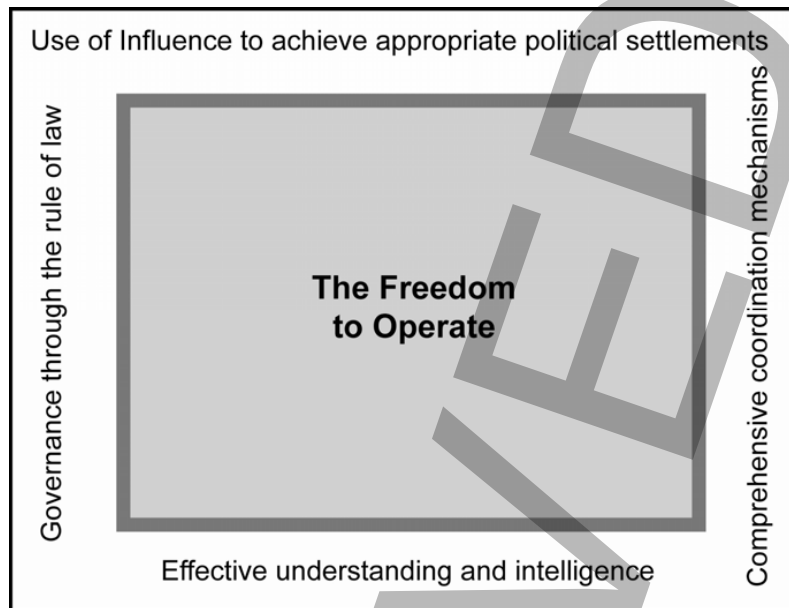 Use of Influence to achieve appropriate political settlements
Governance through the rule of law
The Freedom
to Operate
Comprehensive coordination mechanisms
Effective understanding and intelligence